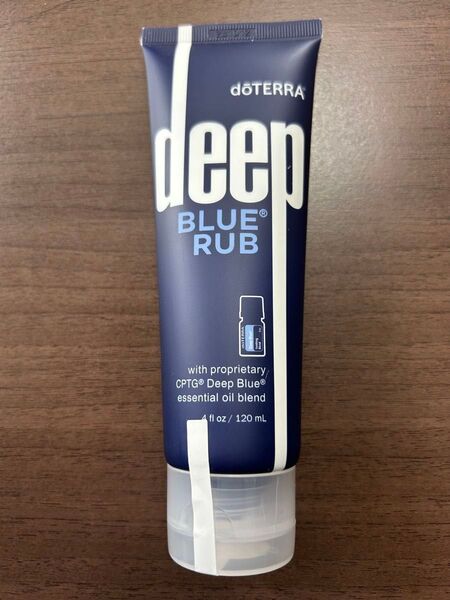 dōTERRA®
deep
BLUE®
RUB
with proprietary
CPTG® Deep Blue®
essential oil blend
4 fl oz / 120 mL